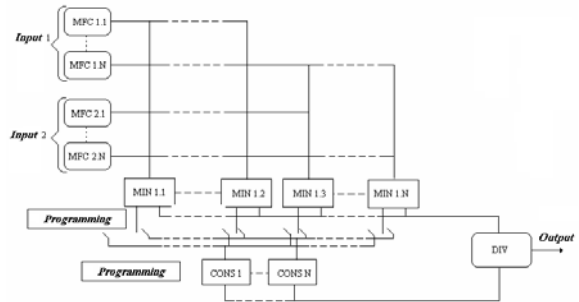 MFC 1.1
Input 1
MFC 1.N
MFC 2.1
Input 2
MFC 2.N
MIN 1.1
MIN 1.2
MIN 1.3
MIN 1.N
Programming
Output
DIV
Programming
CONS 1
CONS N